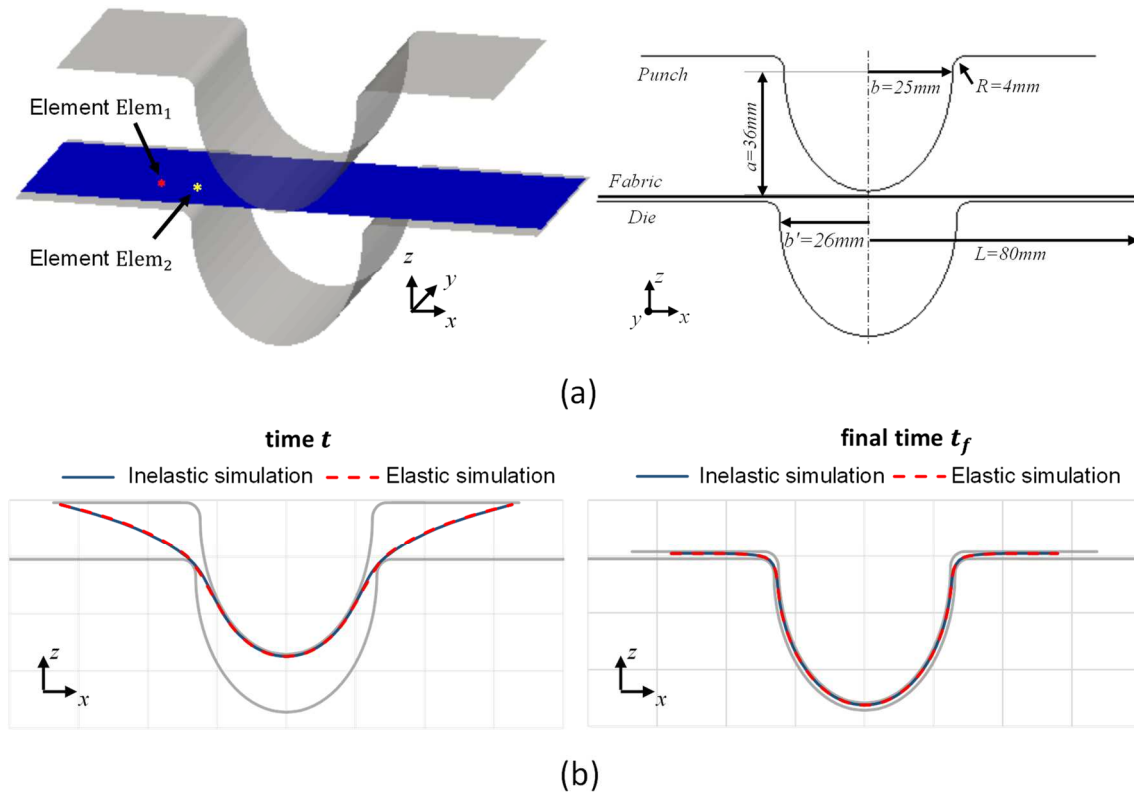 Element Elem₁
Element Elem₂
z
y
x
Punch
b=25mm
R=4mm
a=36mm
Fabric
Die
b'=26mm
L=80mm
z
y
x
(a)
time t
Inelastic simulation
Elastic simulation
z
x
final time t_f
Inelastic simulation
Elastic simulation
z
x
(b)